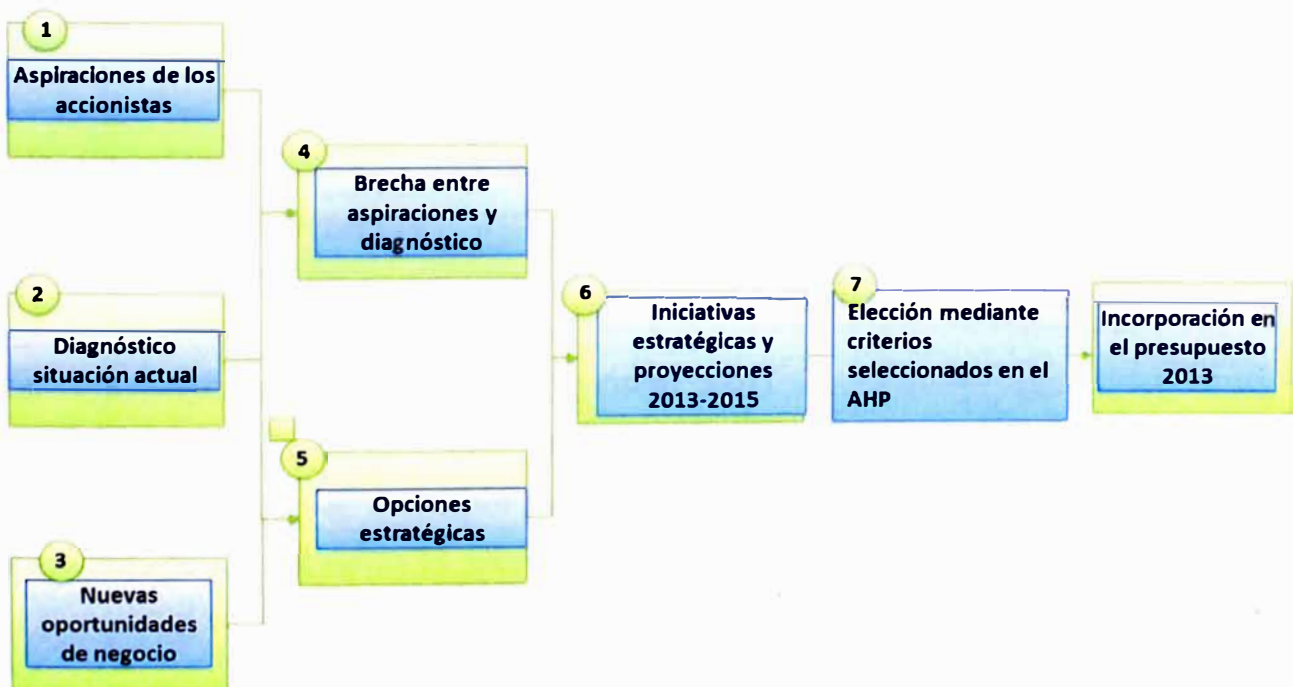 1
Aspiraciones de los
accionistas
2
Diagnóstico
situación actual
3
Nuevas
oportunidades
de negocio
4
Brecha entre
aspiraciones y
diagnóstico
5
Opciones
estratégicas
6
Iniciativas
estratégicas y
proyecciones
2013-2015
7
Elección mediante
criterios
seleccionados en el
AHP
Incorporación en
el presupuesto
2013